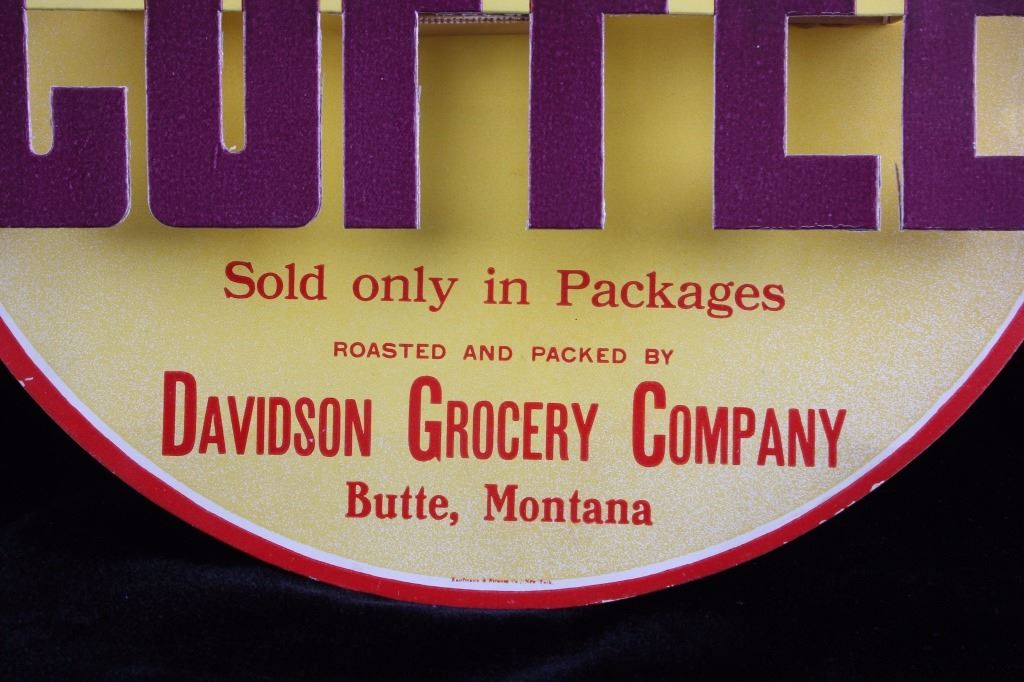 COFFEE
Sold only in Packages
ROASTED AND PACKED BY
DAVIDSON GROCERY COMPANY
Butte, Montana